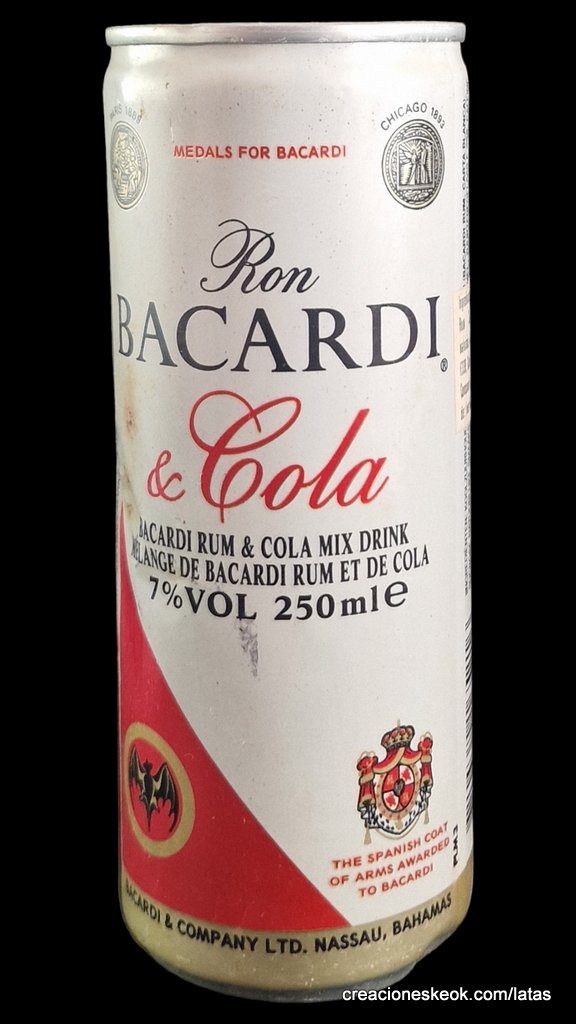 PARIS 1889
CHICAGO 1893
MEDALS FOR BACARDI
Ron
BACARDI®
& Cola
BACARDI RUM & COLA MIX DRINK
MELANGE DE BACARDI RUM ET DE COLA
7%VOL 250ml e
THE SPANISH COAT
OF ARMS AWARDED
TO BACARDI
PLM3
BACARDI & COMPANY LTD. NASSAU, BAHAMAS
creacioneskeok.com/latas